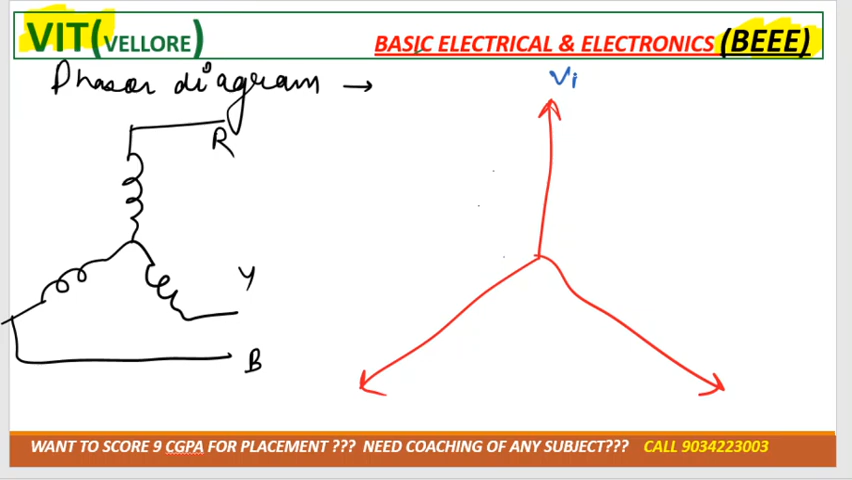 VIT(VELLORE)
BASIC ELECTRICAL & ELECTRONICS (BEEE)
Phasor diagram →
Vi
R
Y
B
WANT TO SCORE 9 CGPA FOR PLACEMENT ??? NEED COACHING OF ANY SUBJECT??? CALL 9034223003